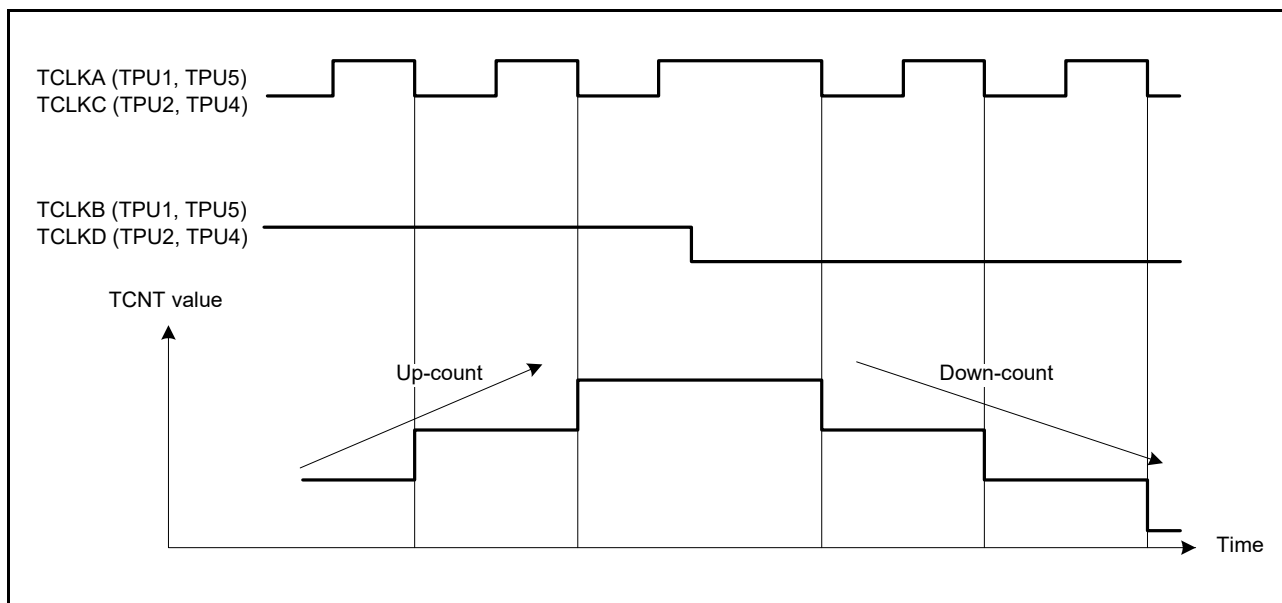 TCLKA (TPU1, TPU5)
TCLKC (TPU2, TPU4)
TCLKB (TPU1, TPU5)
TCLKD (TPU2, TPU4)
TCNT value
Up-count
Down-count
Time